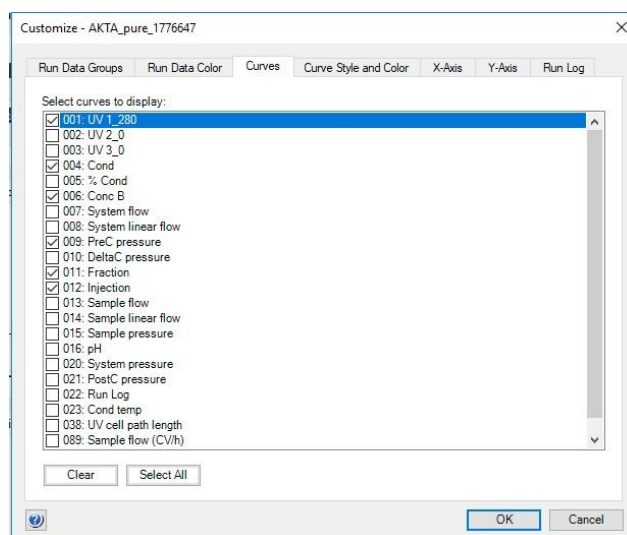 Customize - AKTA_pure_1776647
Run Data Groups Run Data Color Curves Curve Style and Color X-Axis Y-Axis Run Log
Select curves to display:
001: UV 1_280
002: UV 2_0
003: UV 3_0
004: Cond
005: % Cond
006: Conc B
007: System flow
008: System linear flow
009: PreC pressure
010: DeltaC pressure
011: Fraction
012: Injection
013: Sample flow
014: Sample linear flow
015: Sample pressure
016: pH
020: System pressure
021: PostC pressure
022: Run Log
023: Cond temp
038: UV cell path length
089: Sample flow (CV/h)
Clear Select All
OK Cancel